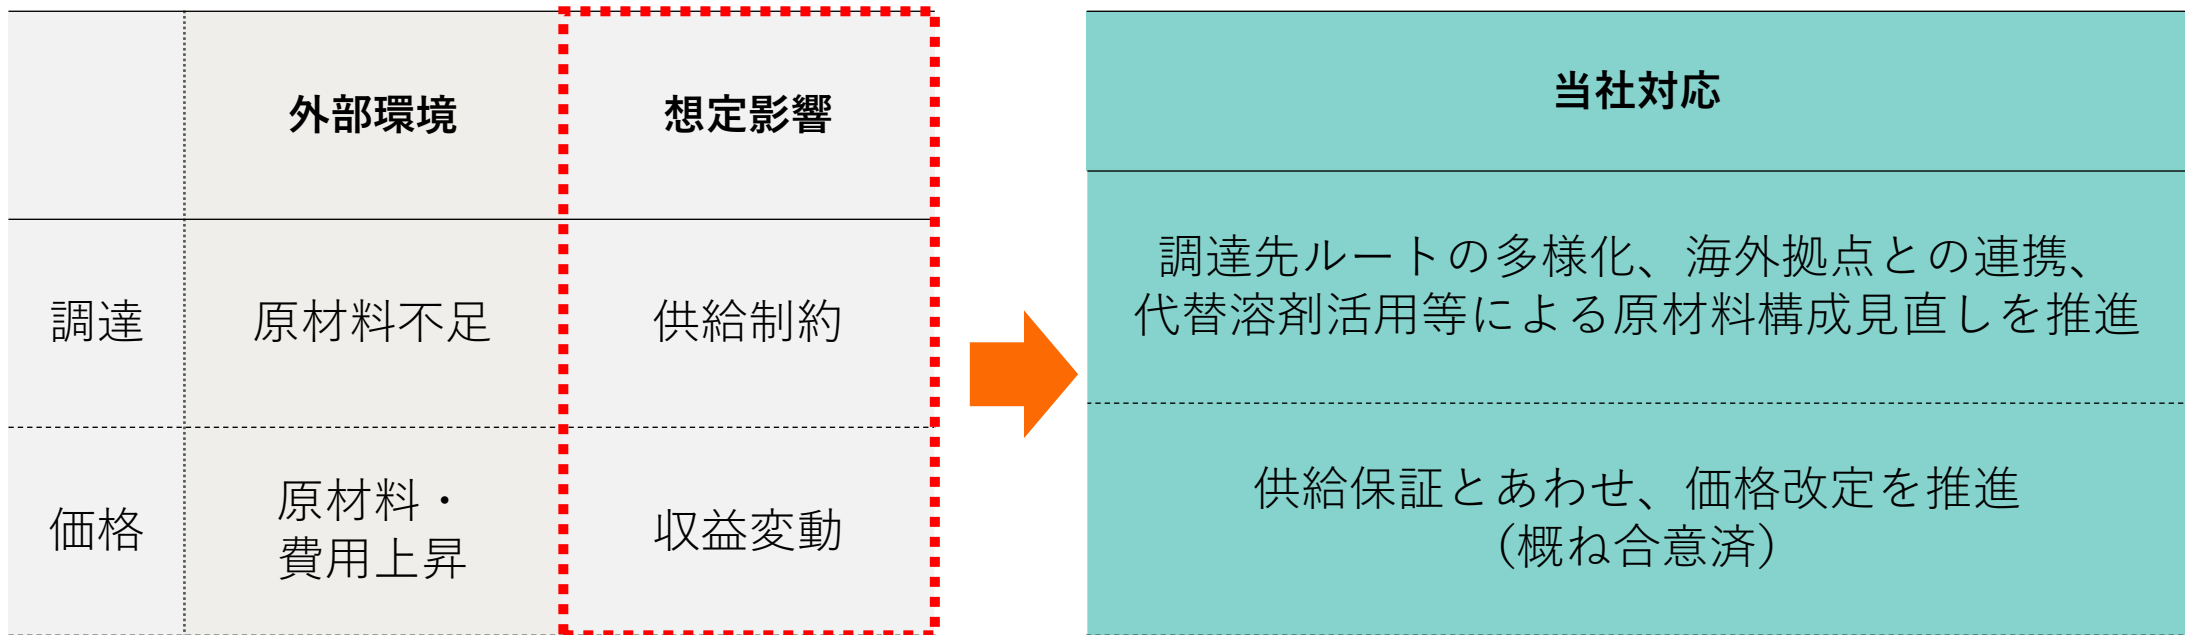 外部環境
想定影響
当社対応
調達
原材料不足
供給制約
調達先ルートの多様化、海外拠点との連携、
代替溶剤活用等による原材料構成見直しを推進
価格
原材料・
費用上昇
収益変動
供給保証とあわせ、価格改定を推進
(概ね合意済)